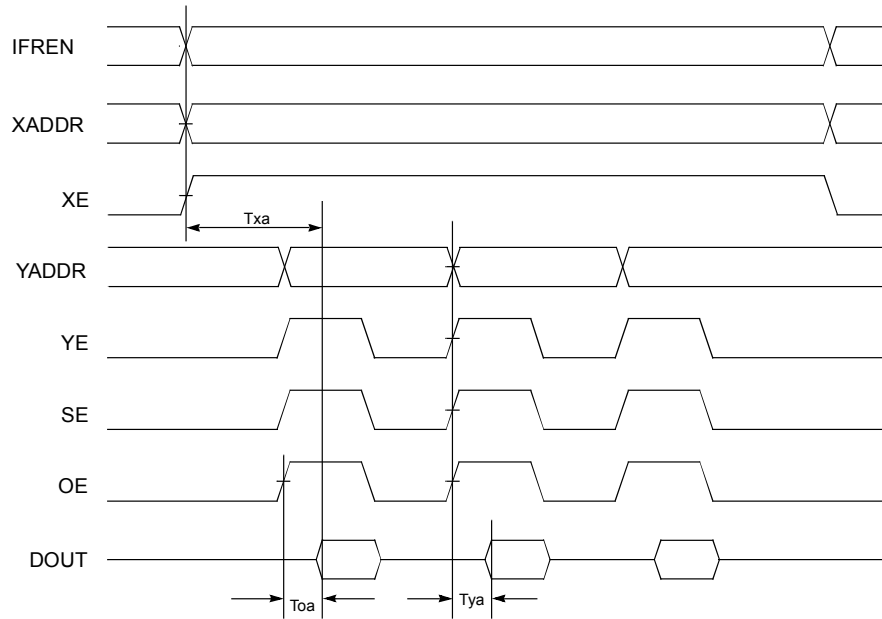 IFREN
XADDR
XE
Txa
YADDR
YE
SE
OE
DOUT
Toa
Tya